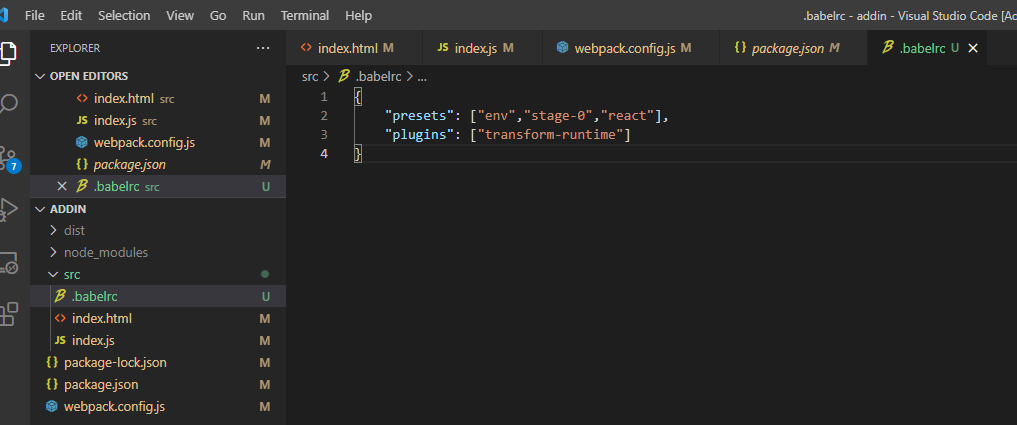 File Edit Selection View Go Run Terminal Help .babelrc - addin - Visual Studio Code [Ad
EXPLORER ...
index.html M index.js M webpack.config.js M package.json M .babelrc U
OPEN EDITORS
index.html src M
index.js src M
webpack.config.js M
package.json M
.babelrc src U
ADDIN
dist
node_modules
src
.babelrc U
index.html M
index.js M
package-lock.json M
package.json M
webpack.config.js M
7
src > .babelrc > ...
1 {
2 "presets": ["env","stage-0","react"],
3 "plugins": ["transform-runtime"]
4 }